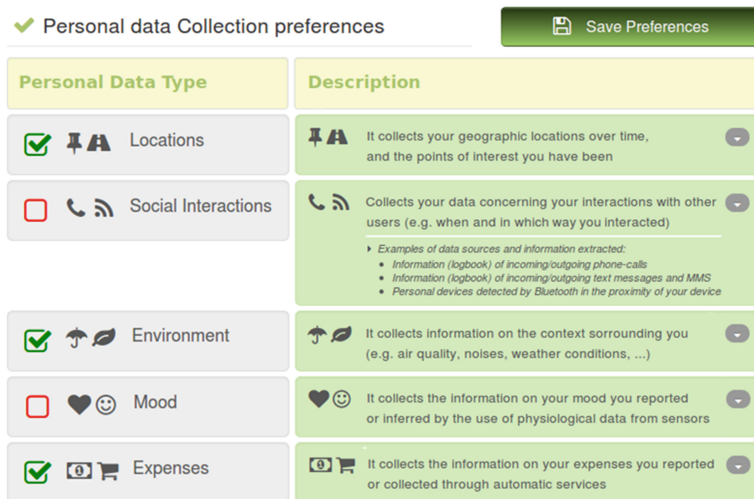 Personal data Collection preferences
Save Preferences
Personal Data Type
Description
Locations
It collects your geographic locations over time,
and the points of interest you have been
Social Interactions
Collects your data concerning your interactions with other
users (e.g. when and in which way you interacted)
Examples of data sources and information extracted:
Information (logbook) of incoming/outgoing phone-calls
Information (logbook) of incoming/outgoing text messages and MMS
Personal devices detected by Bluetooth in the proximity of your device
Environment
It collects information on the context sorrounding you
(e.g. air quality, noises, weather conditions, ...)
Mood
It collects the information on your mood you reported
or inferred by the use of physiological data from sensors
Expenses
It collects the information on your expenses you reported
or collected through automatic services